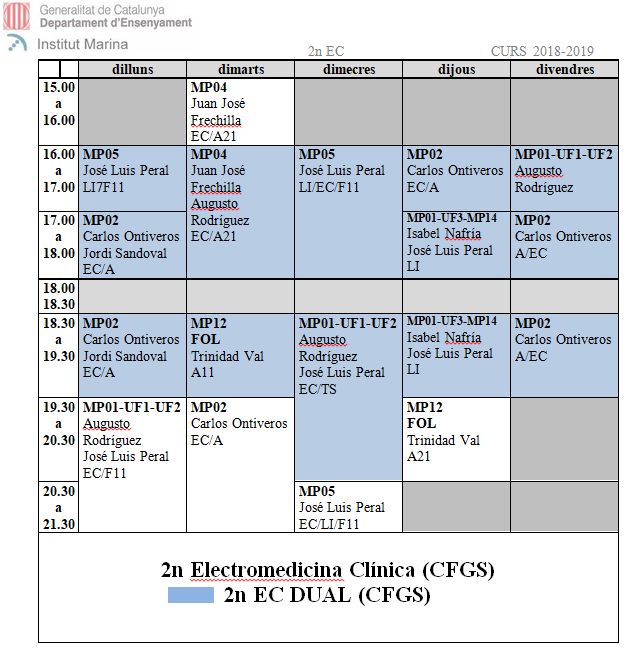 Generalitat de Catalunya
Departament d'Ensenyament
Institut Marina
2n EC
CURS 2018-2019
dilluns
dimarts
dimecres
dijous
divendres
15.00
a
16.00
MP04
Juan José
Frechilla
EC/A21
16.00
a
17.00
MP05
José Luis Peral
LI7F11
MP04
Juan José
Frechilla
Augusto
Rodríguez
EC/A21
MP05
José Luis Peral
LI/EC/F11
MP02
Carlos Ontiveros
EC/A
MP01-UF1-UF2
Augusto
Rodríguez
17.00
a
18.00
MP02
Carlos Ontiveros
Jordi Sandoval
EC/A
MP01-UF3-MP14
Isabel Nafría
José Luis Peral
LI
MP02
Carlos Ontiveros
A/EC
18.00
18.30
18.30
a
19.30
MP02
Carlos Ontiveros
Jordi Sandoval
EC/A
MP12
FOL
Trinidad Val
A11
MP01-UF1-UF2
Augusto
Rodríguez
José Luis Peral
EC/TS
MP01-UF3-MP14
Isabel Nafría
José Luis Peral
LI
MP02
Carlos Ontiveros
A/EC
19.30
a
20.30
MP01-UF1-UF2
Augusto
Rodríguez
José Luis Peral
EC/F11
MP02
Carlos Ontiveros
EC/A
MP12
FOL
Trinidad Val
A21
20.30
a
21.30
MP05
José Luis Peral
EC/LI/F11
2n Electromedicina Clínica (CFGS)
2n EC DUAL (CFGS)